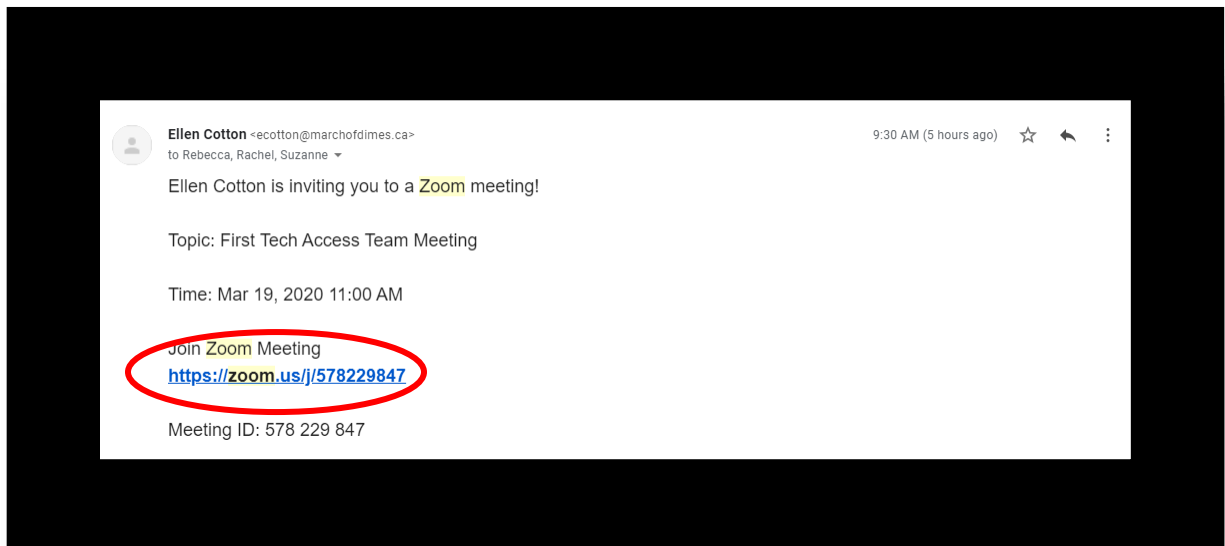 Ellen Cotton <ecotton@marchofdimes.ca> 9:30 AM (5 hours ago)
to Rebecca, Rachel, Suzanne
Ellen Cotton is inviting you to a Zoom meeting!
Topic: First Tech Access Team Meeting
Time: Mar 19, 2020 11:00 AM
Join Zoom Meeting
https://zoom.us/j/578229847
Meeting ID: 578 229 847